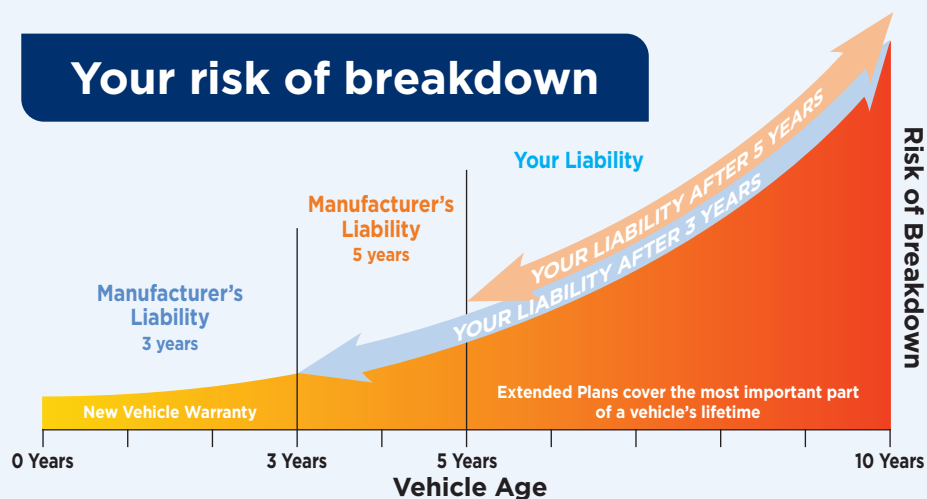 Your risk of breakdown
Your Liability
Manufacturer's
Liability
5 years
Manufacturer's
Liability
3 years
YOUR LIABILITY AFTER 5 YEARS
YOUR LIABILITY AFTER 3 YEARS
Risk of Breakdown
New Vehicle Warranty
Extended Plans cover the most important part
of a vehicle's lifetime
0 Years
3 Years
5 Years
10 Years
Vehicle Age